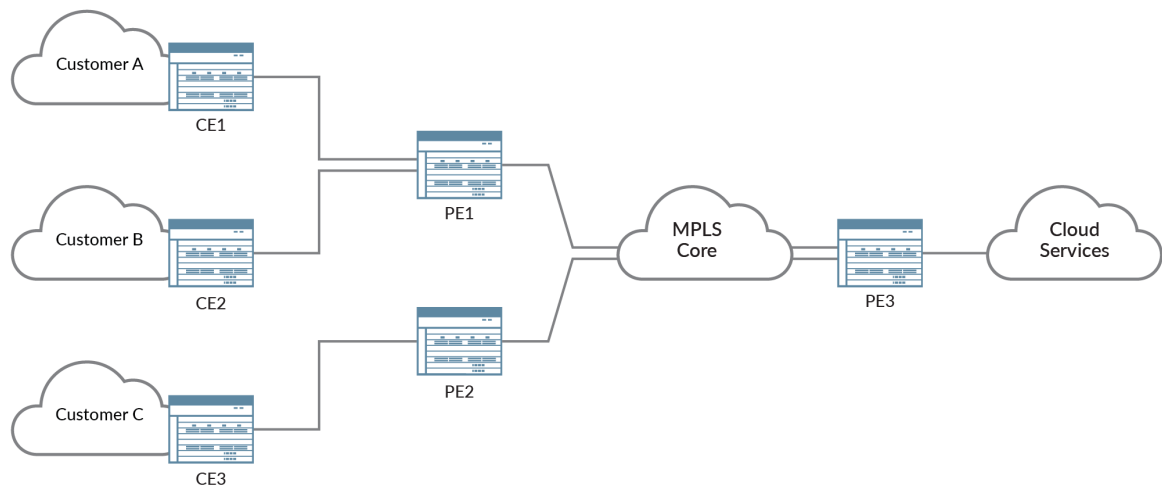 Customer A
CE1
PE1
Customer B
CE2
MPLS
Core
PE3
Cloud
Services
PE2
Customer C
CE3